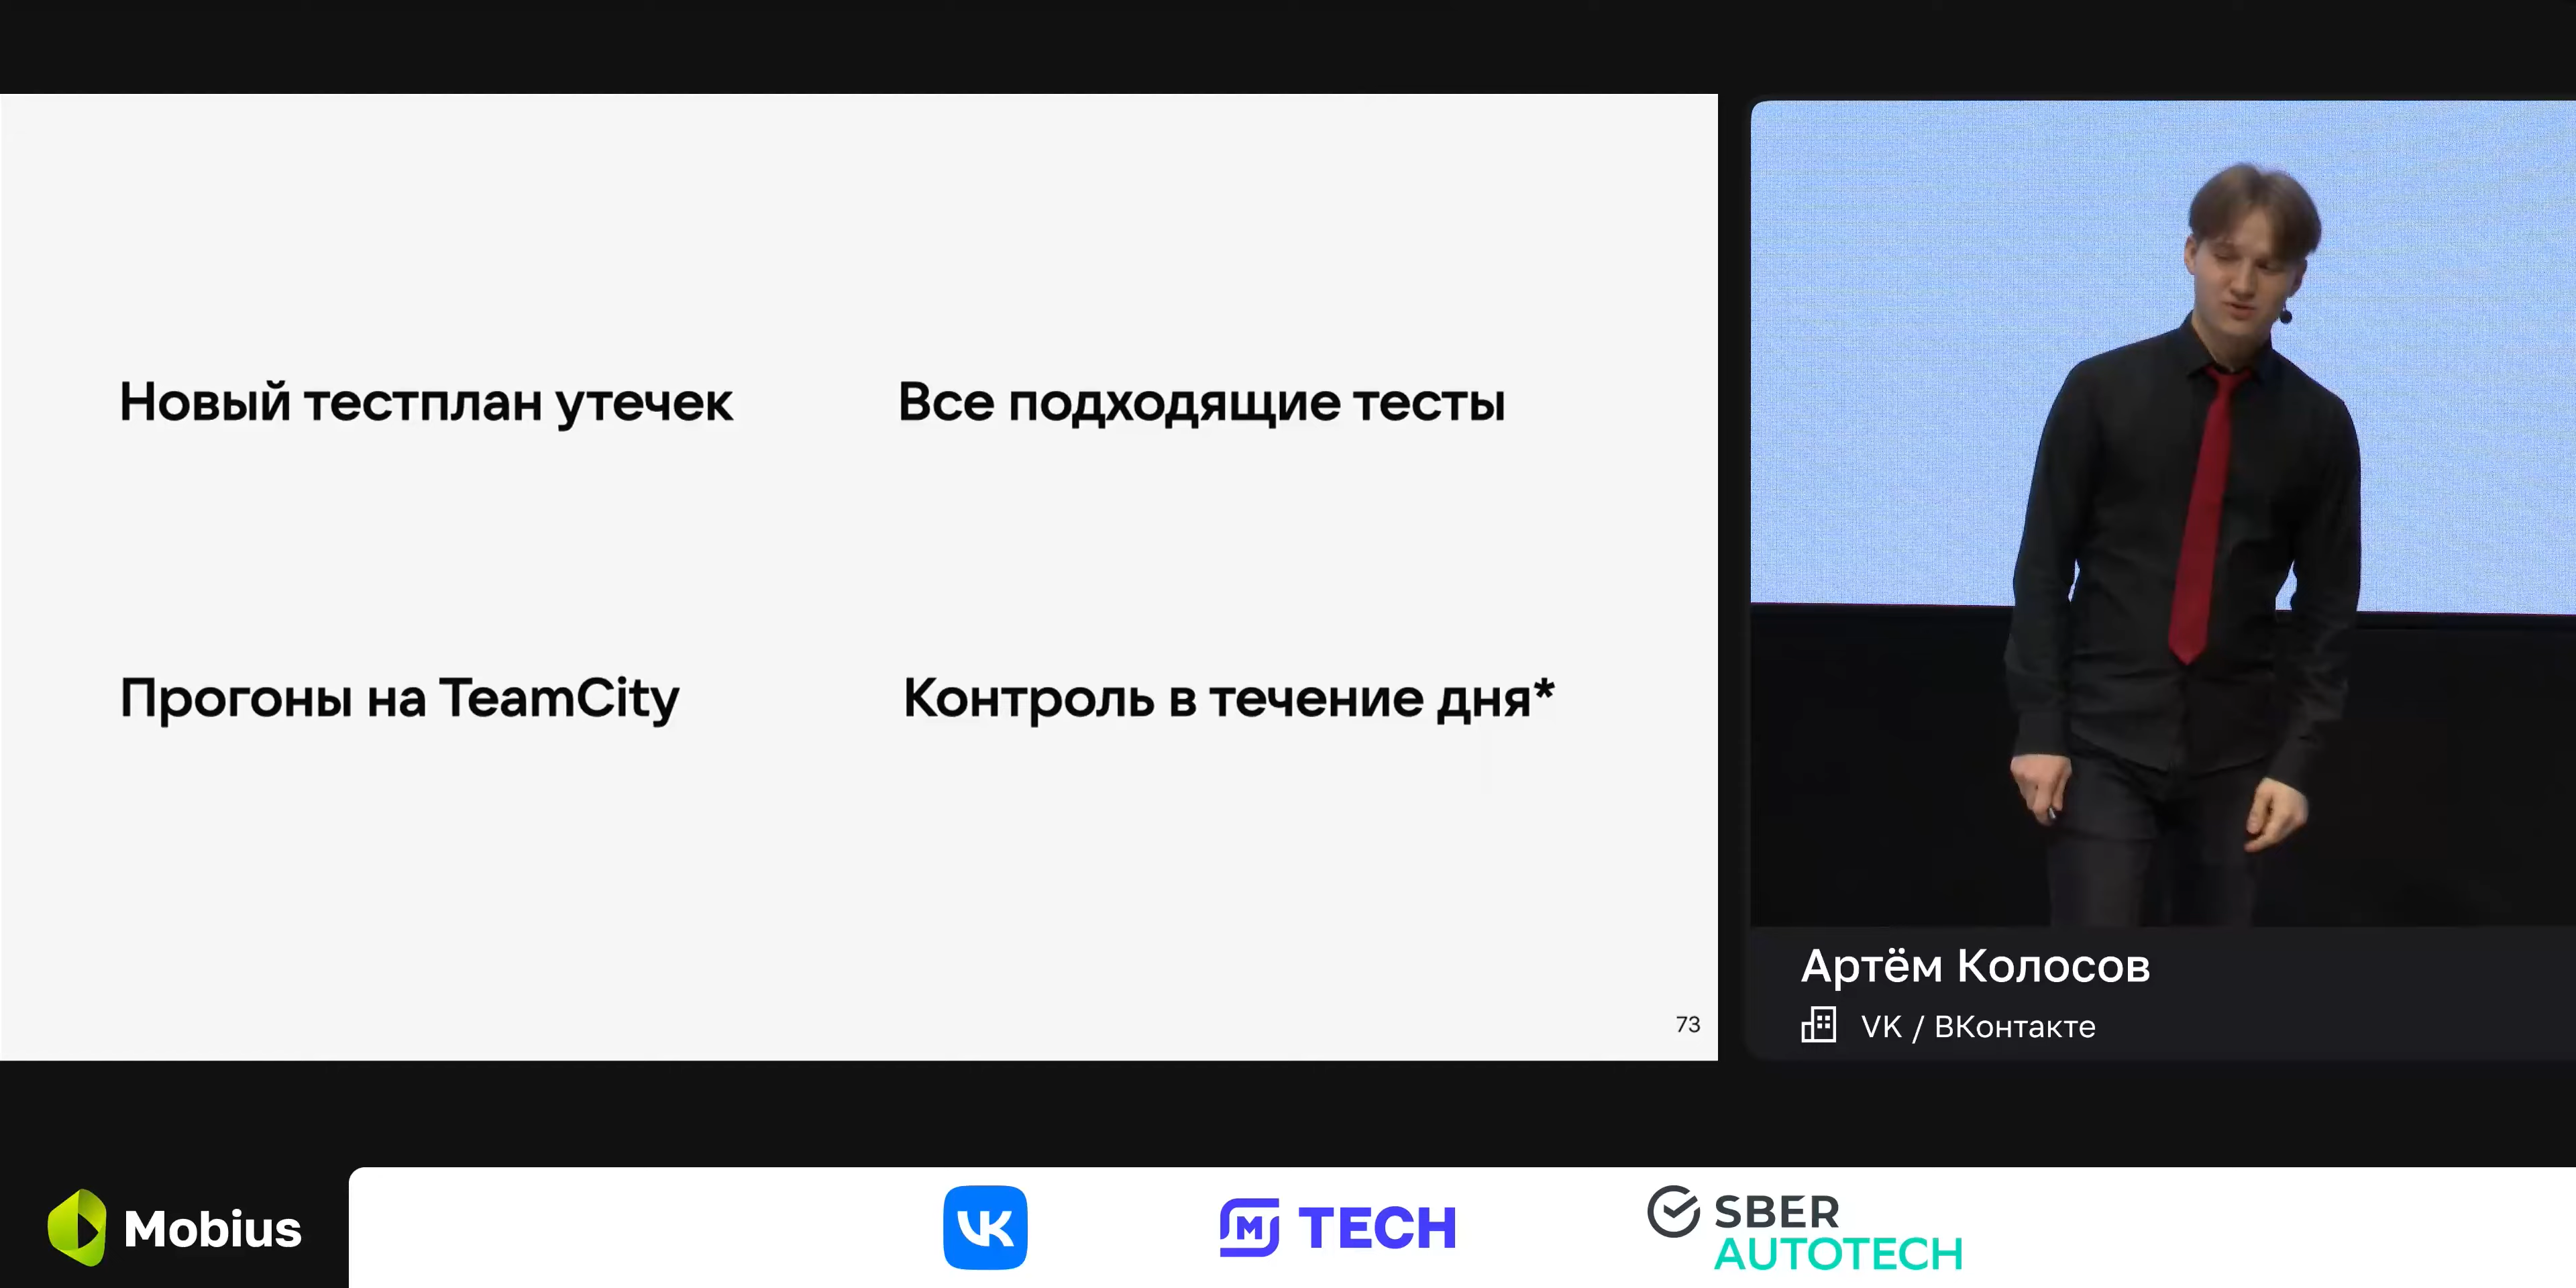 Новый тестплан утечек
Все подходящие тесты
Прогоны на TeamCity
Контроль в течение дня*
73
Артём Колосов
VK / ВКонтакте
Mobius
VK
M TECH
SBER
AUTOTECH